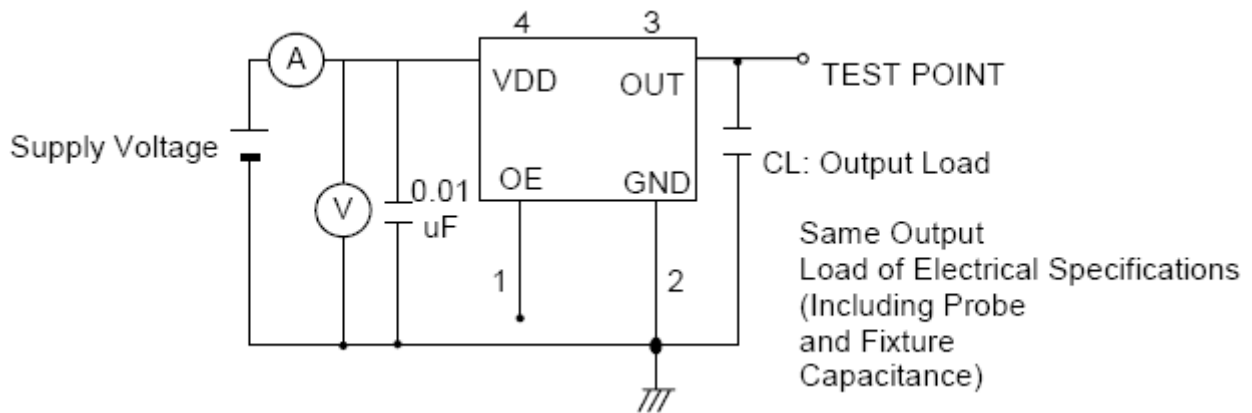 4
3
A
VDD
OUT
TEST POINT
Supply Voltage
V
0.01
uF
OE
GND
CL: Output Load
1
2
Same Output
Load of Electrical Specifications
(Including Probe
and Fixture
Capacitance)